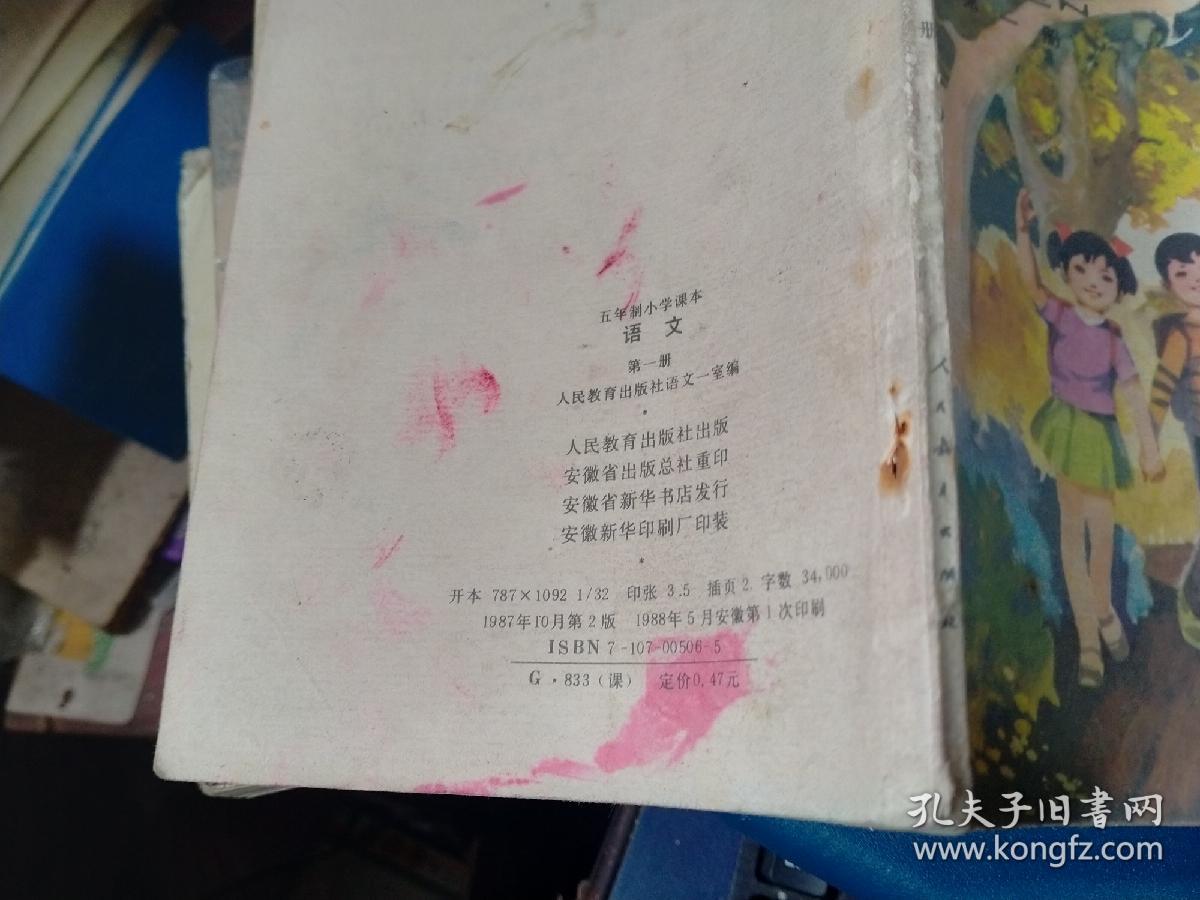 五年制小学课本
语文
第一册
人民教育出版社语文一室编
人民教育出版社出版
安徽省出版总社重印
安徽省新华书店发行
安徽新华印刷厂印装
开本 787×1092 1/32 印张 3.5 插页 2 字数 34,000
1987年10月第2版 1988年5月安徽第1次印刷
ISBN 7-107-00506-5
G·833(课) 定价0.47元
册
孔夫子旧书网
www.kongfz.com